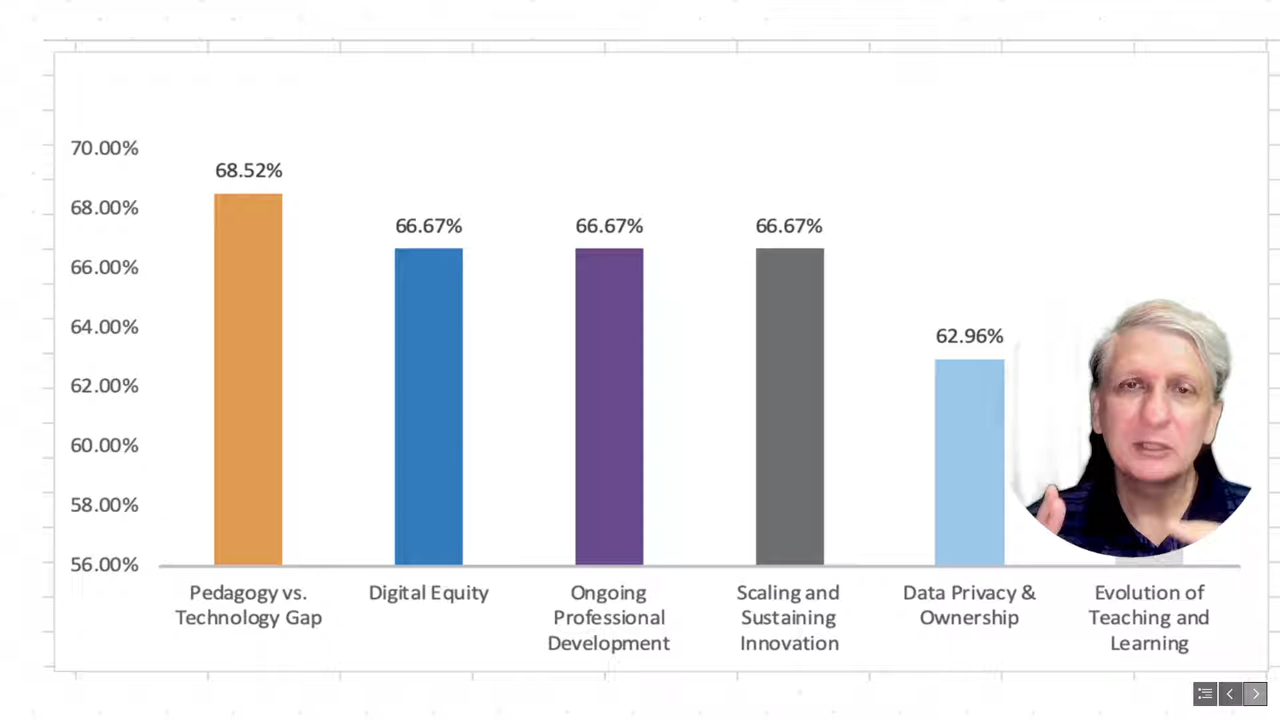 70.00%
68.00%
66.00%
64.00%
62.00%
60.00%
58.00%
56.00%
68.52%
66.67%
66.67%
66.67%
62.96%
Pedagogy vs.
Technology Gap
Digital Equity
Ongoing
Professional
Development
Scaling and
Sustaining
Innovation
Data Privacy &
Ownership
Evolution of
Teaching and
Learning